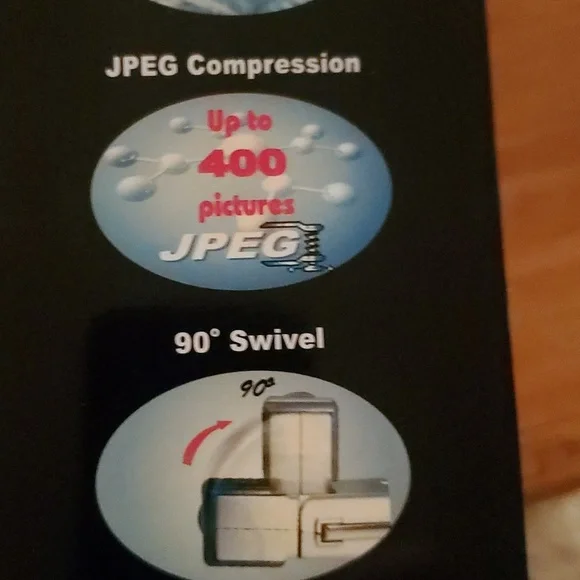 JPEG Compression
Up to
400
pictures
JPEG
90° Swivel
90°